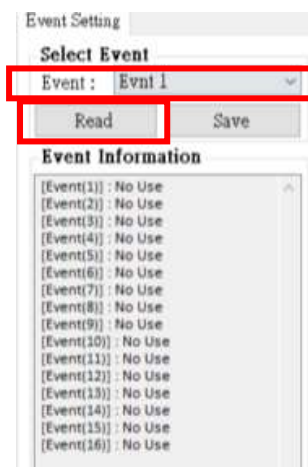 Event Setting
Select Event
Event : Evnt 1
Read Save
Event Information
[Event(1)] : No Use
[Event(2)] : No Use
[Event(3)] : No Use
[Event(4)] : No Use
[Event(5)] : No Use
[Event(6)] : No Use
[Event(7)] : No Use
[Event(8)] : No Use
[Event(9)] : No Use
[Event(10)] : No Use
[Event(11)] : No Use
[Event(12)] : No Use
[Event(13)] : No Use
[Event(14)] : No Use
[Event(15)] : No Use
[Event(16)] : No Use